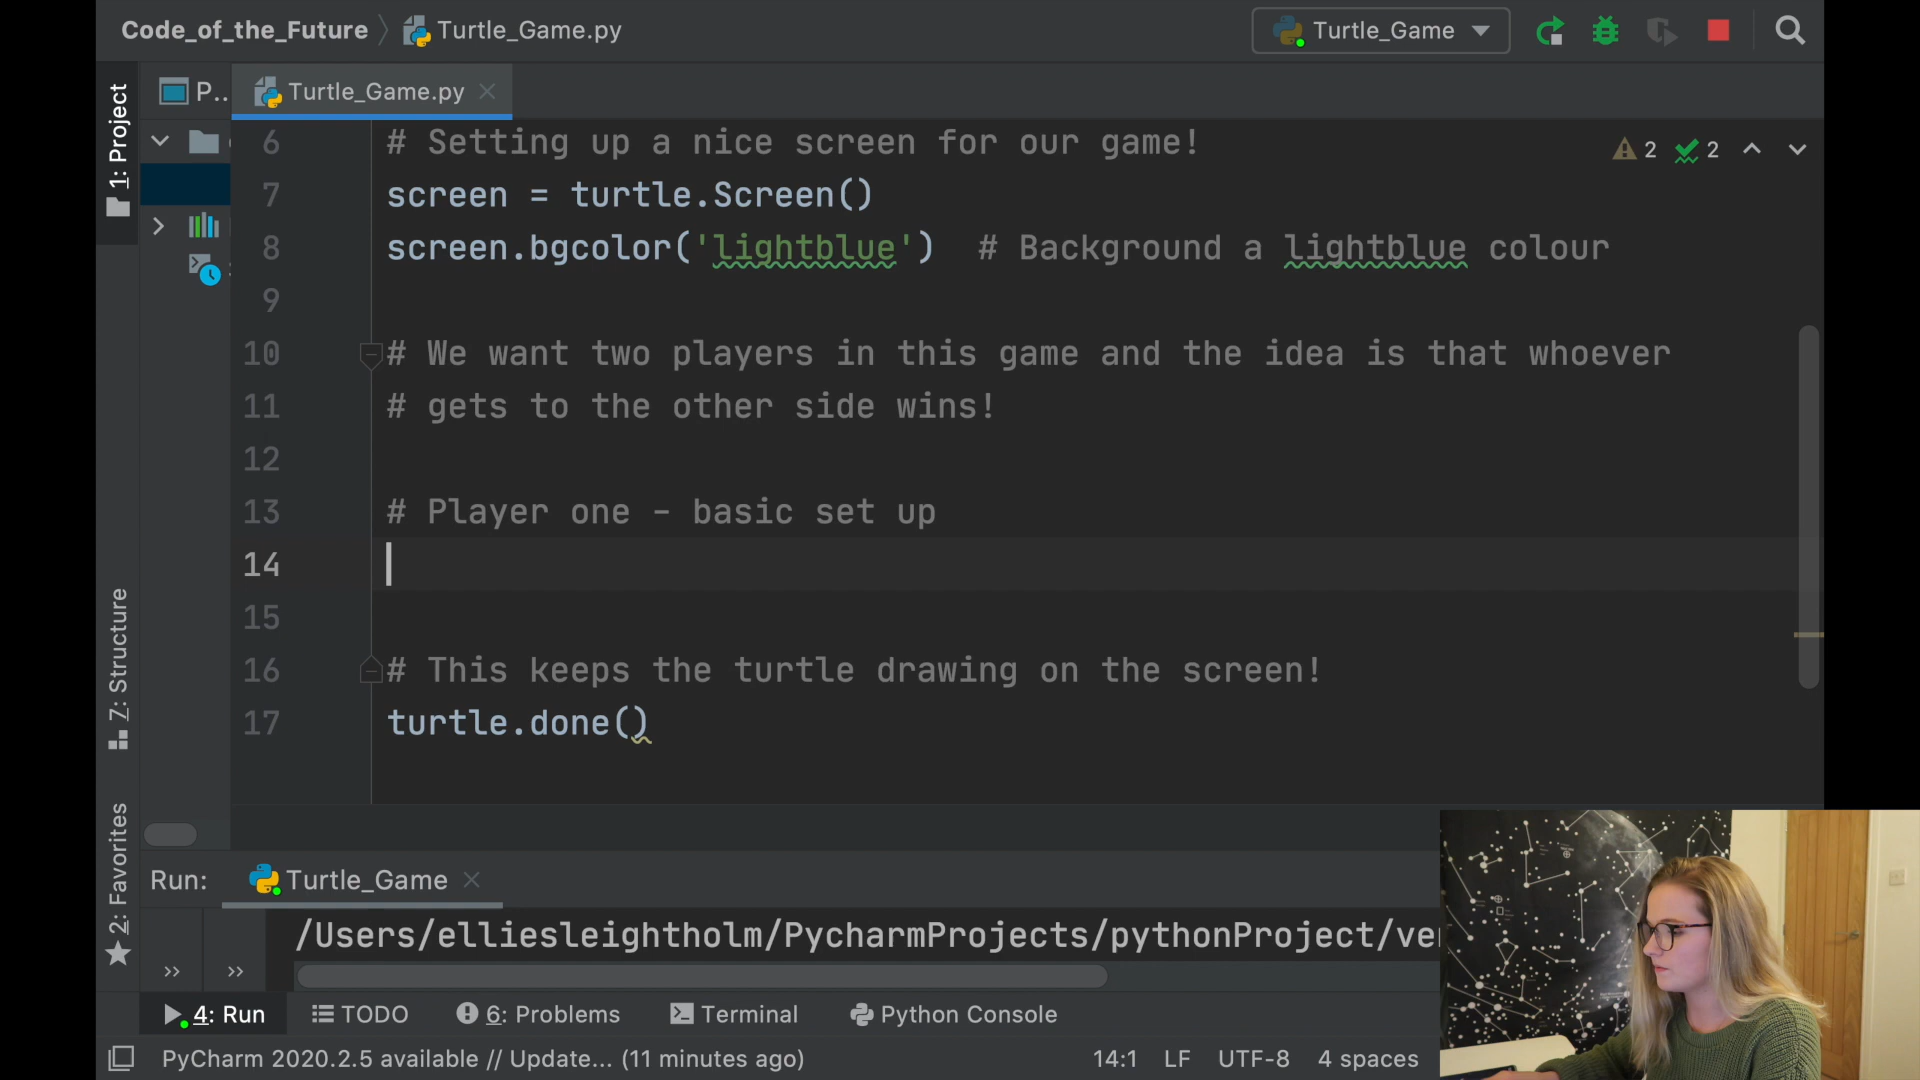 Code_of_the_Future
Turtle_Game.py
Turtle_Game
1: Project
P..
Turtle_Game.py
6 # Setting up a nice screen for our game!
2 2
7 screen = turtle.Screen()
8 screen.bgcolor('lightblue')  # Background a lightblue colour
9
10 # We want two players in this game and the idea is that whoever
11 # gets to the other side wins!
12
13 # Player one - basic set up
14
15
16 # This keeps the turtle drawing on the screen!
17 turtle.done()
7: Structure
2: Favorites
Run:
Turtle_Game
/Users/elliesleightholm/PycharmProjects/pythonProject/ve
4: Run
TODO
6: Problems
Terminal
Python Console
PyCharm 2020.2.5 available // Update... (11 minutes ago)
14:1
LF
UTF-8
4 spaces